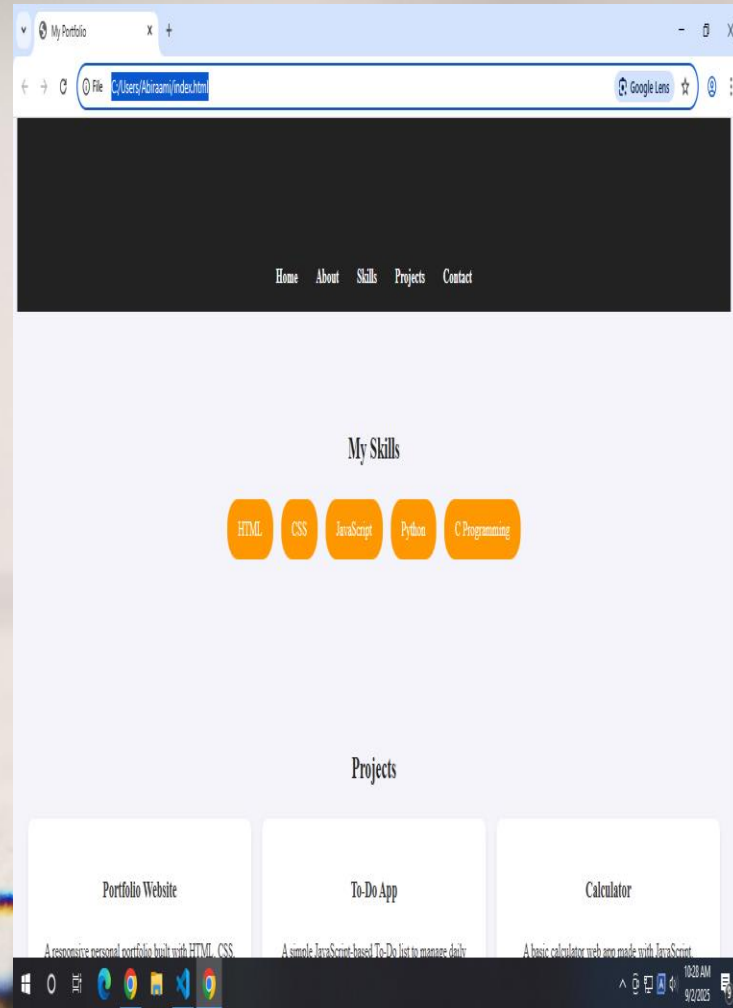 My Portfolio
File C:/Users/Abiraami/index.html Google Lens
Home About Skills Projects Contact
My Skills
HTML CSS JavaScript Python C Programming
Projects
Portfolio Website To-Do App Calculator
A responsive personal portfolio built with HTML, CSS, A simple JavaScript-based To-Do list to manage daily A basic calculator web app made with JavaScript.
10:28 AM
9/2/2025